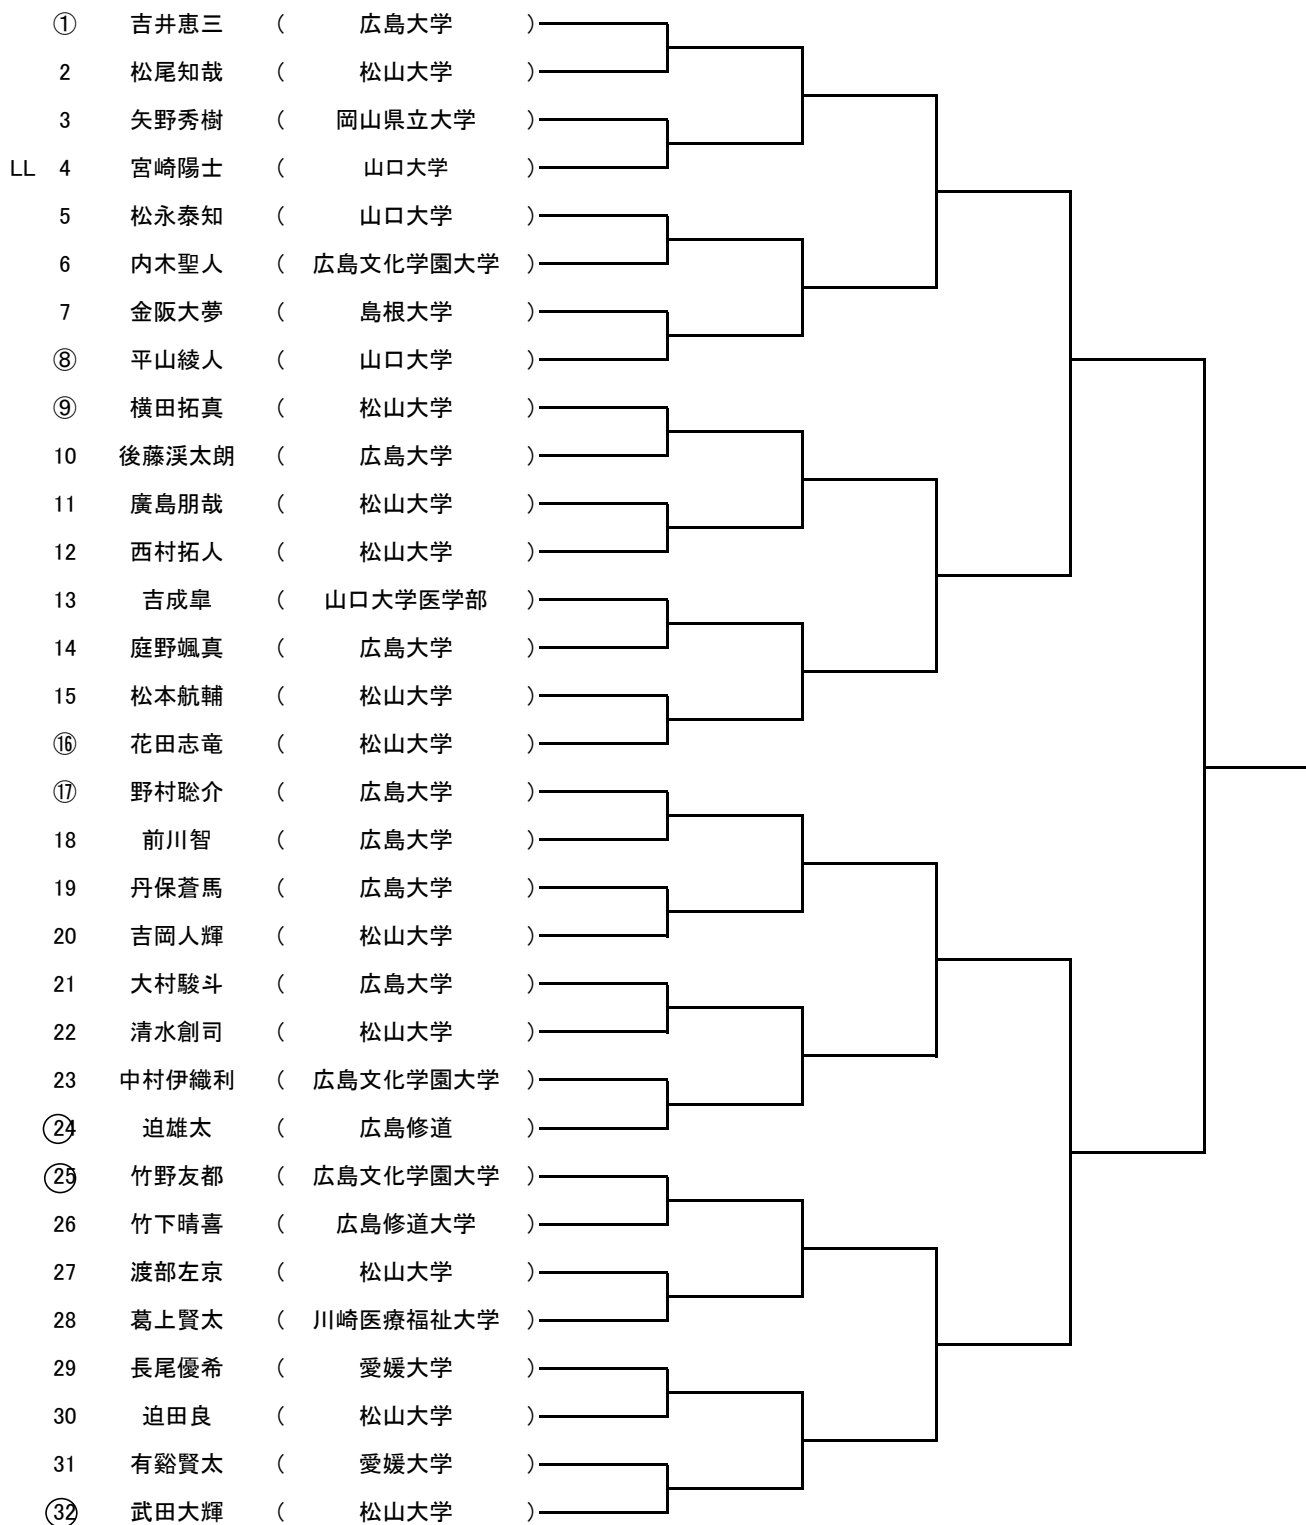 ① 吉井恵三 ( 広島大学 )
2 松尾知哉 ( 松山大学 )
3 矢野秀樹 ( 岡山県立大学 )
LL 4 宮崎陽士 ( 山口大学 )
5 松永泰知 ( 山口大学 )
6 内木聖人 ( 広島文化学園大学 )
7 金阪大夢 ( 島根大学 )
⑧ 平山綾人 ( 山口大学 )
⑨ 横田拓真 ( 松山大学 )
10 後藤渓太朗 ( 広島大学 )
11 廣島朋哉 ( 松山大学 )
12 西村拓人 ( 松山大学 )
13 吉成皐 ( 山口大学医学部 )
14 庭野颯真 ( 広島大学 )
15 松本航輔 ( 松山大学 )
⑯ 花田志竜 ( 松山大学 )
⑰ 野村聡介 ( 広島大学 )
18 前川智 ( 広島大学 )
19 丹保蒼馬 ( 広島大学 )
20 吉岡人輝 ( 松山大学 )
21 大村駿斗 ( 広島大学 )
22 清水創司 ( 松山大学 )
23 中村伊織利 ( 広島文化学園大学 )
24 迫雄太 ( 広島修道 )
25 竹野友都 ( 広島文化学園大学 )
26 竹下晴喜 ( 広島修道大学 )
27 渡部左京 ( 松山大学 )
28 葛上賢太 ( 川崎医療福祉大学 )
29 長尾優希 ( 愛媛大学 )
30 迫田良 ( 松山大学 )
31 有谿賢太 ( 愛媛大学 )
32 武田大輝 ( 松山大学 )